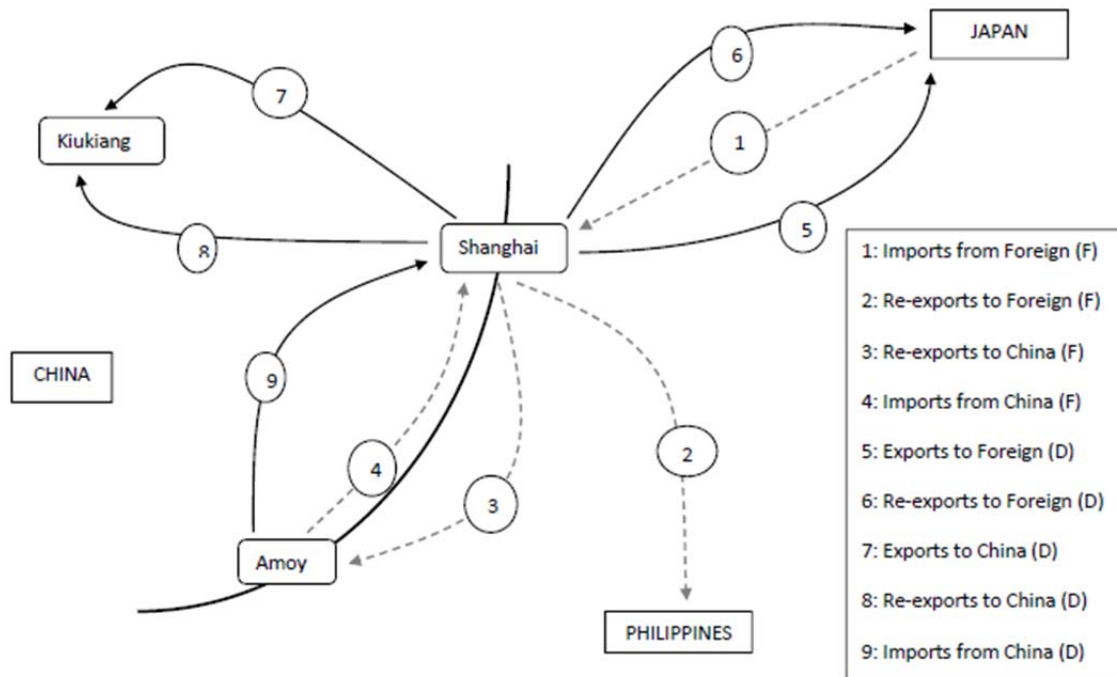 JAPAN
6
7
Kiukiang
1
5
8
Shanghai
CHINA
9
4
2
3
Amoy
PHILIPPINES
1: Imports from Foreign (F)
2: Re-exports to Foreign (F)
3: Re-exports to China (F)
4: Imports from China (F)
5: Exports to Foreign (D)
6: Re-exports to Foreign (D)
7: Exports to China (D)
8: Re-exports to China (D)
9: Imports from China (D)